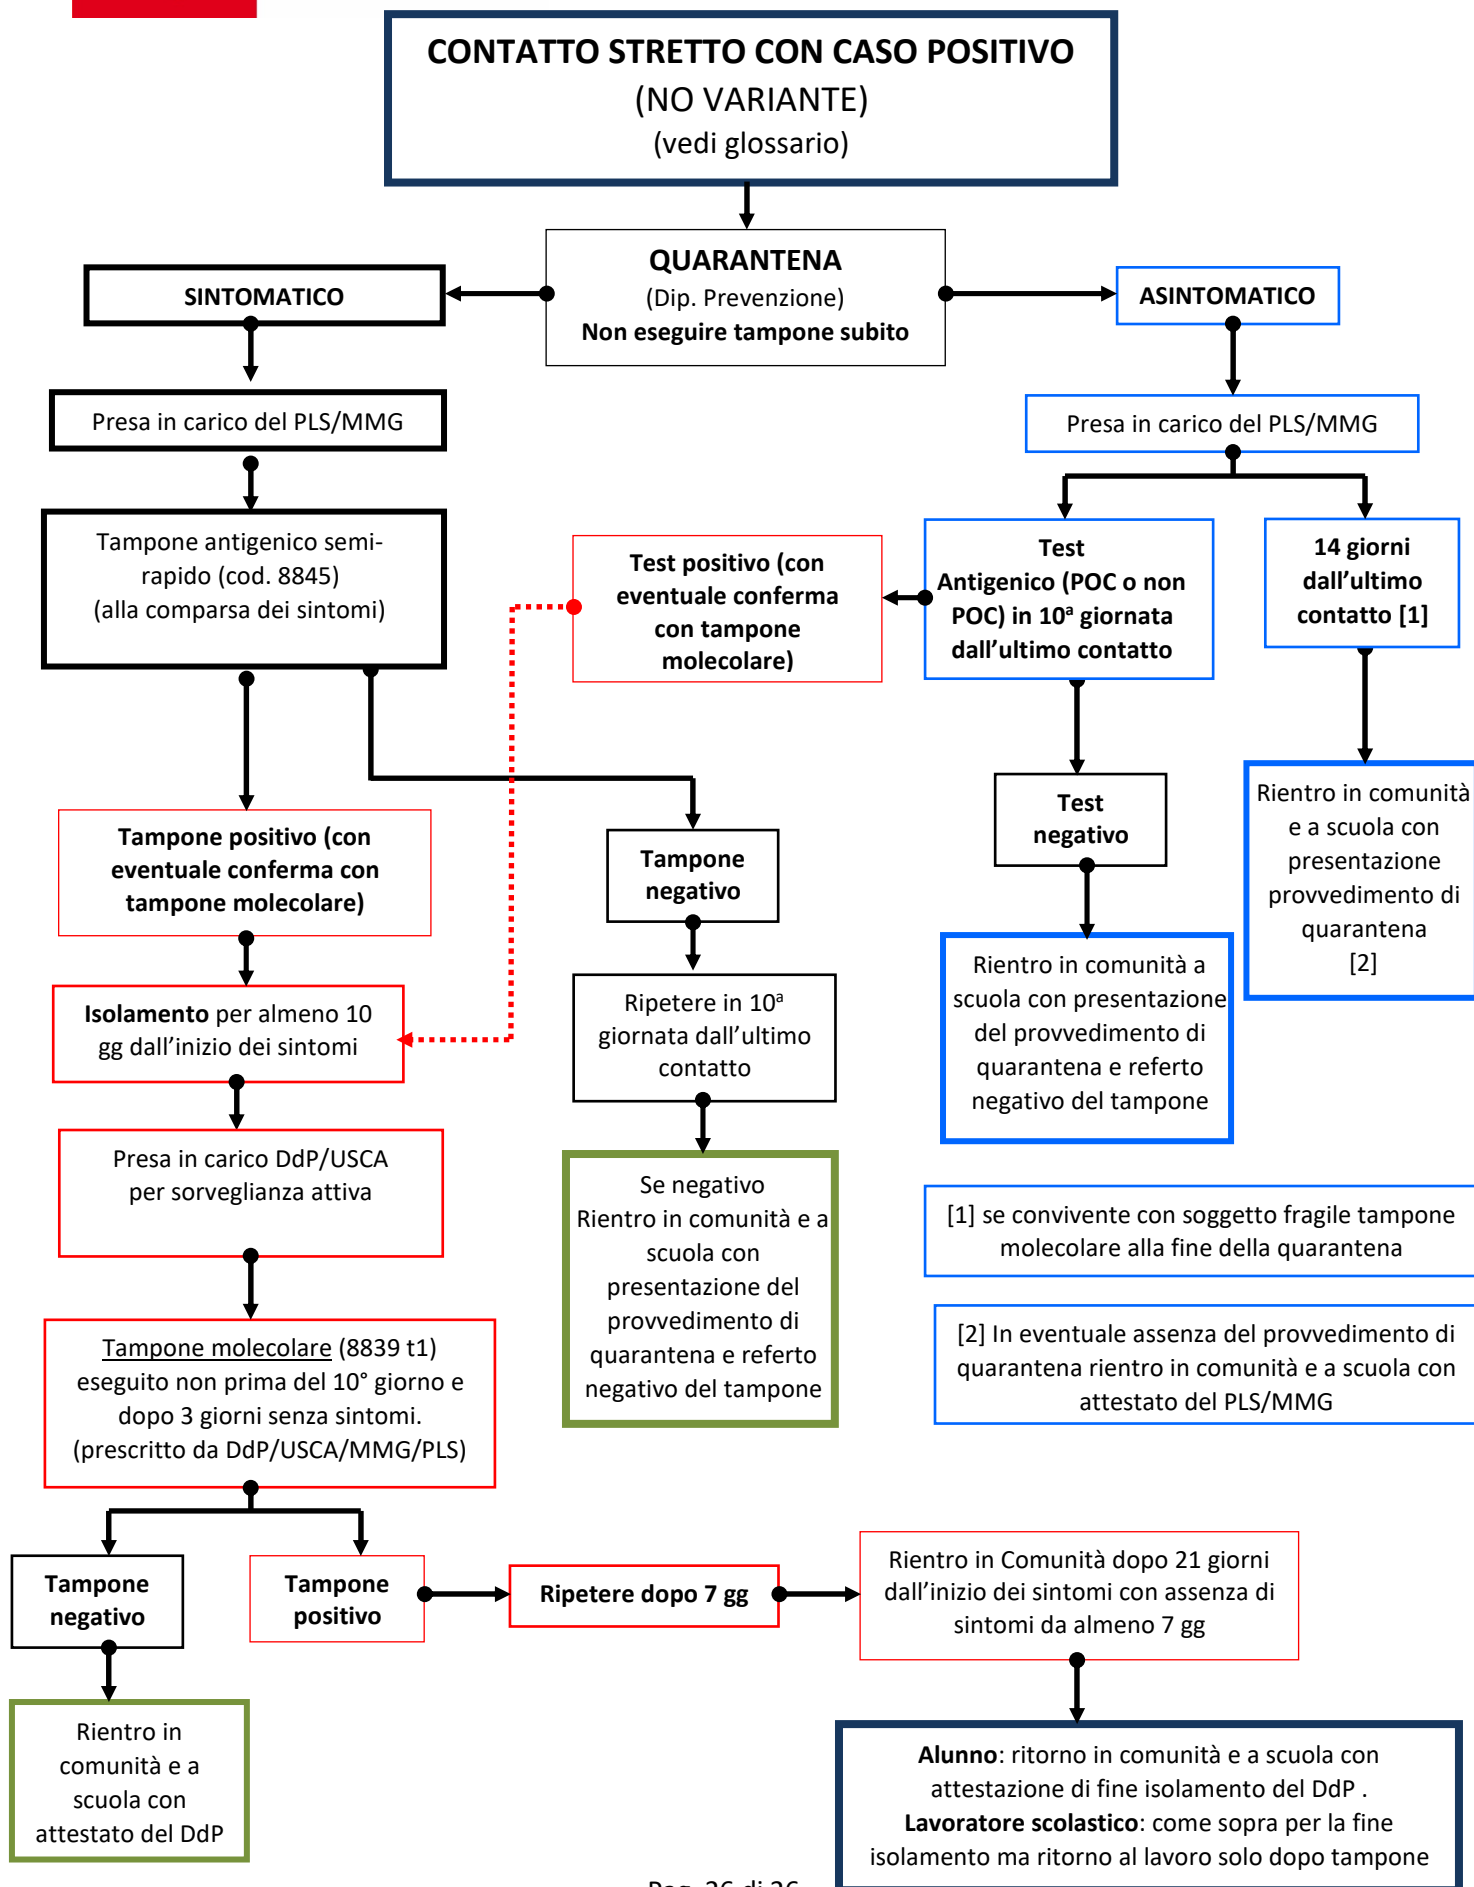 CONTATTO STRETTO CON CASO POSITIVO
(NO VARIANTE)
(vedi glossario)
QUARANTENA
(Dip. Prevenzione)
Non eseguire tampone subito
SINTOMATICO
ASINTOMATICO
Presa in carico del PLS/MMG
Presa in carico del PLS/MMG
Tampone antigenico semi-
rapido (cod. 8845)
(alla comparsa dei sintomi)
Test positivo (con
eventuale conferma
con tampone
molecolare)
Test
Antigenico (POC o non
POC) in 10ª giornata
dall’ultimo contatto
14 giorni
dall’ultimo
contatto [1]
Tampone positivo (con
eventuale conferma con
tampone molecolare)
Tampone
negativo
Test
negativo
Rientro in comunità
e a scuola con
presentazione
provvedimento di
quarantena
[2]
Isolamento per almeno 10
gg dall’inizio dei sintomi
Ripetere in 10ª
giornata dall’ultimo
contatto
Rientro in comunità a
scuola con presentazione
del provvedimento di
quarantena e referto
negativo del tampone
Presa in carico DdP/USCA
per sorveglianza attiva
Se negativo
Rientro in comunità e a
scuola con
presentazione del
provvedimento di
quarantena e referto
negativo del tampone
[1] se convivente con soggetto fragile tampone
molecolare alla fine della quarantena
[2] In eventuale assenza del provvedimento di
quarantena rientro in comunità e a scuola con
attestato del PLS/MMG
Tampone molecolare (8839 t1)
eseguito non prima del 10° giorno e
dopo 3 giorni senza sintomi.
(prescritto da DdP/USCA/MMG/PLS)
Tampone
negativo
Tampone
positivo
Ripetere dopo 7 gg
Rientro in Comunità dopo 21 giorni
dall’inizio dei sintomi con assenza di
sintomi da almeno 7 gg
Rientro in
comunità e a
scuola con
attestato del DdP
Alunno: ritorno in comunità e a scuola con
attestazione di fine isolamento del DdP .
Lavoratore scolastico: come sopra per la fine
isolamento ma ritorno al lavoro solo dopo tampone
Pag. 26 di 26